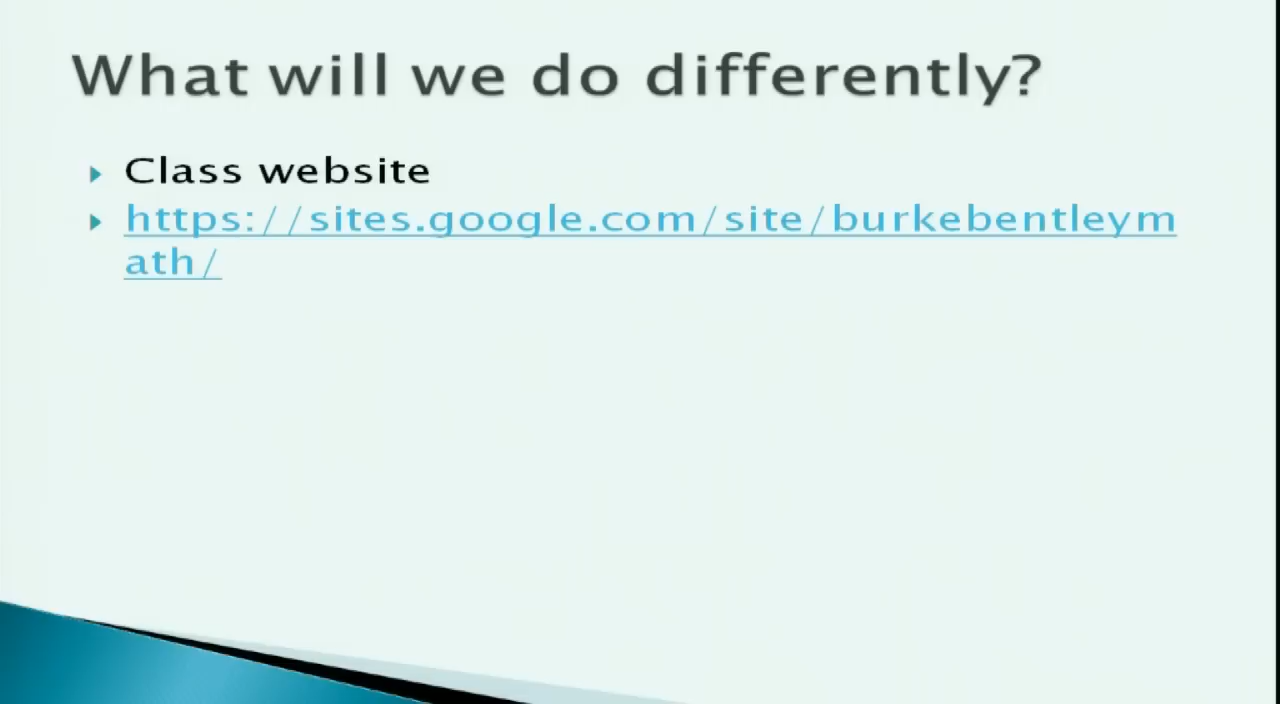 What will we do differently?
Class website
https://sites.google.com/site/burkebentleym
ath/